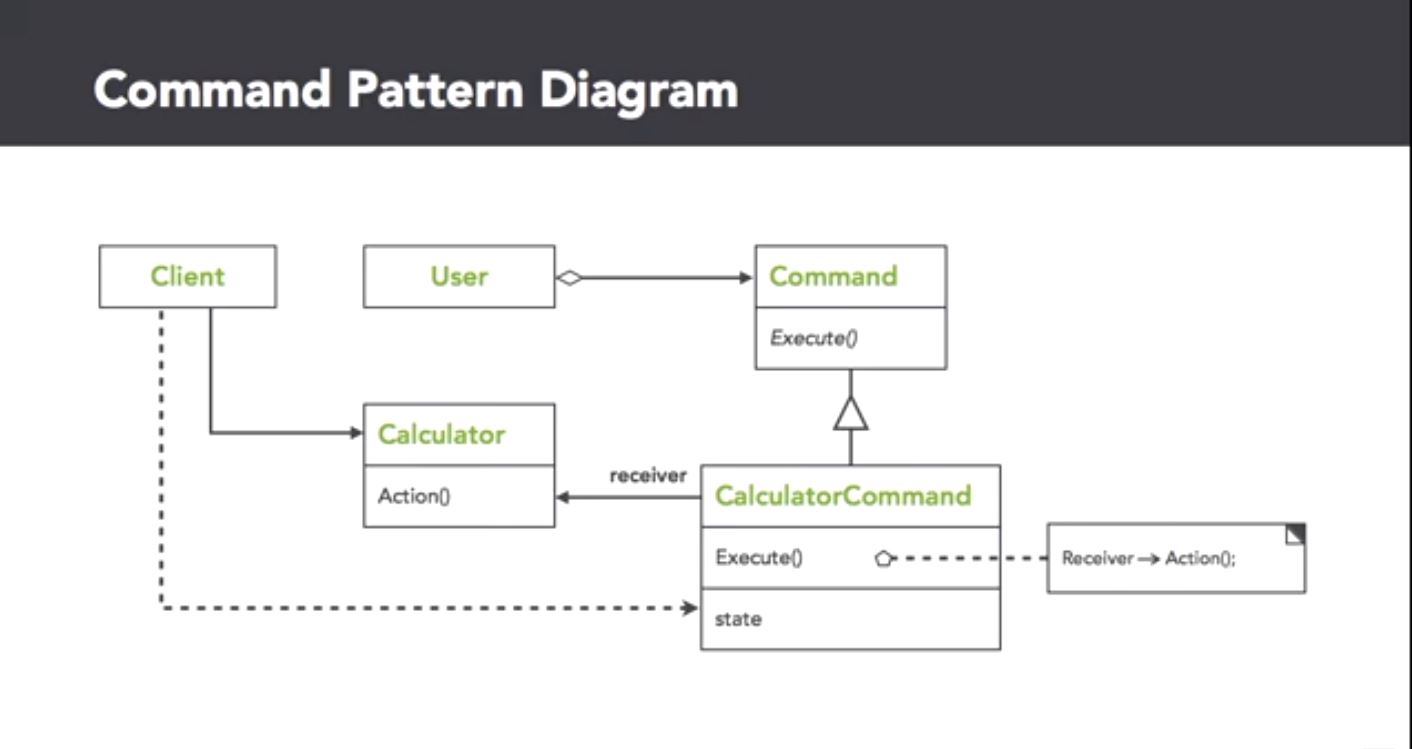 Command Pattern Diagram
Client
User
Command
Execute()
Calculator
Action()
receiver
CalculatorCommand
Execute()
state
Receiver → Action();